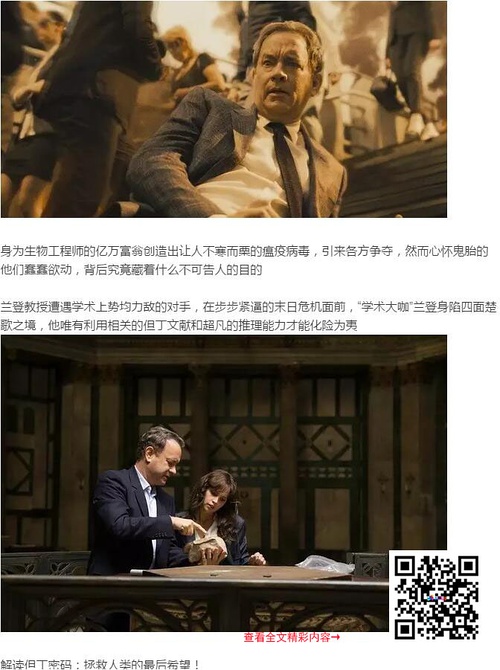 身为生物工程师的亿万富翁创造出让人不寒而栗的瘟疫病毒，引来各方争夺，然而心怀鬼胎的
他们蠢蠢欲动，背后究竟藏着什么不可告人的目的
兰登教授遭遇学术上势均力敌的对手，在步步紧逼的末日危机面前，“学术大咖”兰登身陷四面楚
歌之境，他唯有利用相关的但丁文献和超凡的推理能力才能化险为夷
查看全文精彩内容→
解读但丁密码：拯救人类的最后希望！